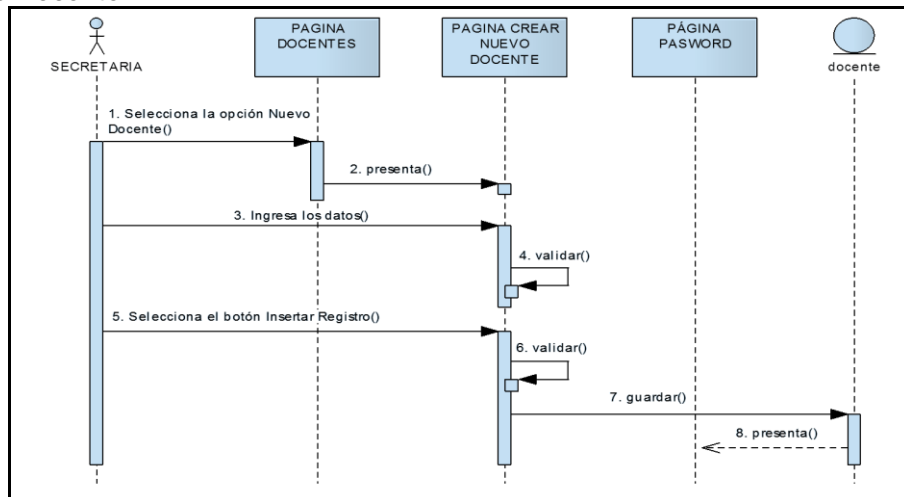 PAGINA
DOCENTES
PAGINA CREAR
NUEVO
DOCENTE
PÁGINA
PASWORD
SECRETARIA
docente
1. Selecciona la opción Nuevo
Docente()
2. presenta()
3. Ingresa los datos()
4. validar()
5. Selecciona el botón Insertar Registro()
6. validar()
7. guardar()
8. presenta()